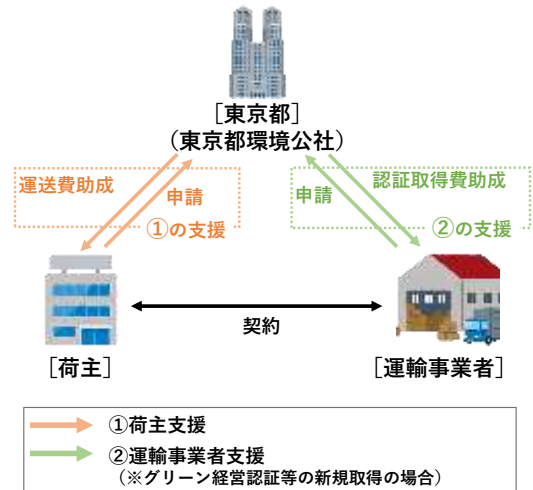 ［東京都］
（東京都環境公社）
運送費助成
申請
①の支援
認証取得費助成
申請
②の支援
契約
［荷主］
［運輸事業者］
①荷主支援
②運輸事業者支援
（※グリーン経営認証等の新規取得の場合）